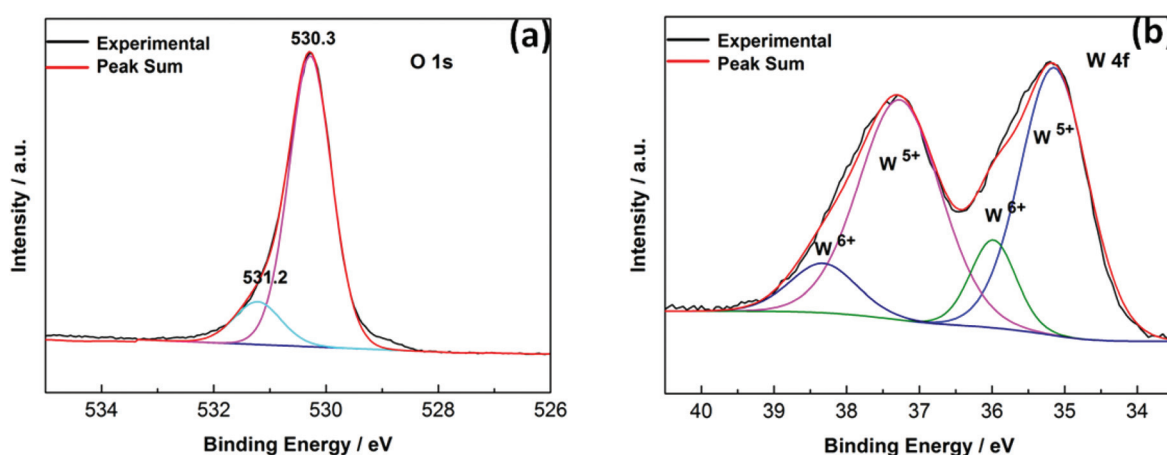 (a)
Experimental
Peak Sum
530.3
O 1s
531.2
Intensity / a.u.
534 532 530 528 526
Binding Energy / eV
(b)
Experimental
Peak Sum
W 4f
W 5+
W 5+
W 6+
W 6+
Intensity / a.u.
40 39 38 37 36 35 34
Binding Energy / eV